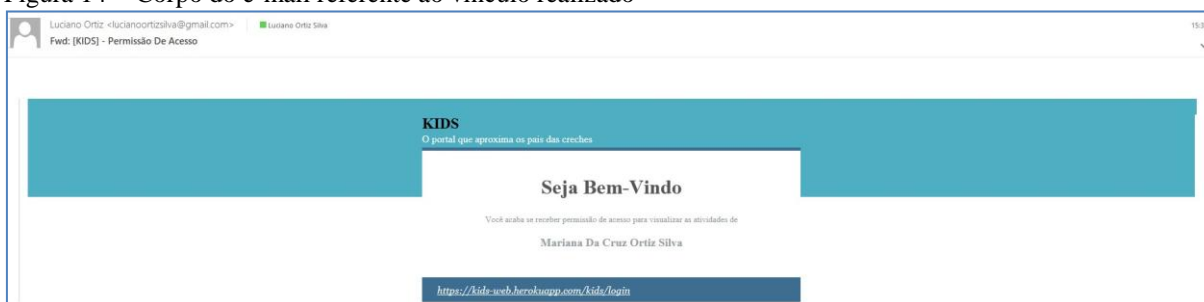 Figura 14 – Corpo do e-mail referente ao vínculo realizado
Luciano Ortiz <lucianoortizsilva@gmail.com> Luciano Ortiz Silva
Fwd: [KIDS] - Permissão De Acesso
KIDS
O portal que aproxima os pais das creches
Seja Bem-Vindo
Você acaba se receber permissão de acesso para visualizar as atividades de
Mariana Da Cruz Ortiz Silva
https://kids-web.herokuapp.com/kids/login